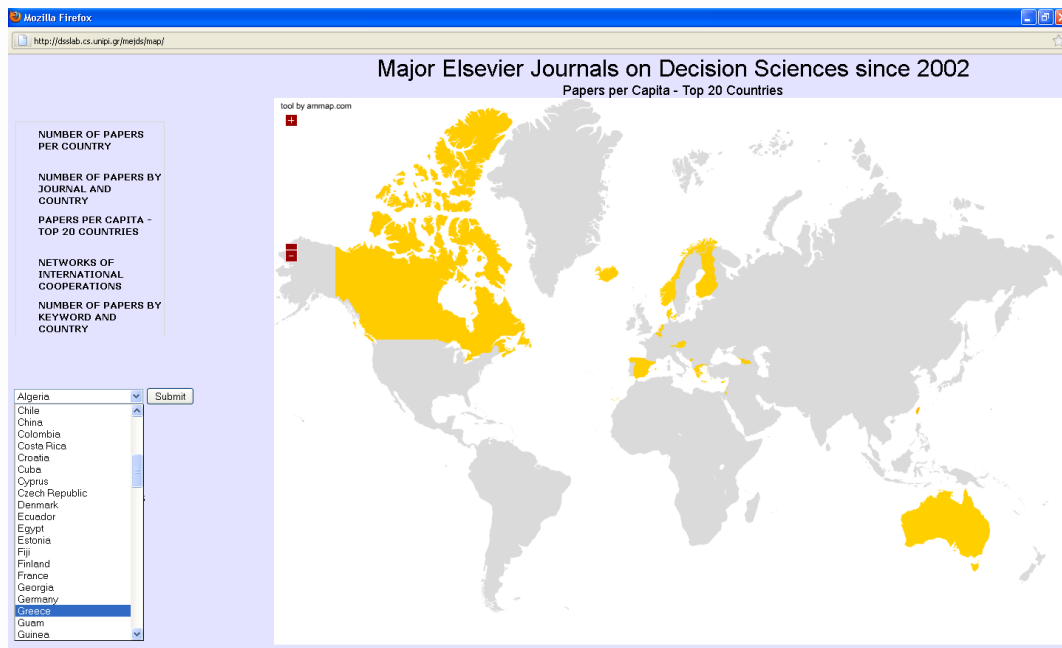 Mozilla Firefox
http://dsslab.cs.unipi.gr/mejds/map/
Major Elsevier Journals on Decision Sciences since 2002
Papers per Capita - Top 20 Countries
tool by ammap.com
NUMBER OF PAPERS
PER COUNTRY
NUMBER OF PAPERS BY
JOURNAL AND
COUNTRY
PAPERS PER CAPITA -
TOP 20 COUNTRIES
NETWORKS OF
INTERNATIONAL
COOPERATIONS
NUMBER OF PAPERS BY
KEYWORD AND
COUNTRY
Algeria
Submit
Chile
China
Colombia
Costa Rica
Croatia
Cuba
Cyprus
Czech Republic
Denmark
Ecuador
Egypt
Estonia
Fiji
Finland
France
Georgia
Germany
Greece
Guam
Guinea